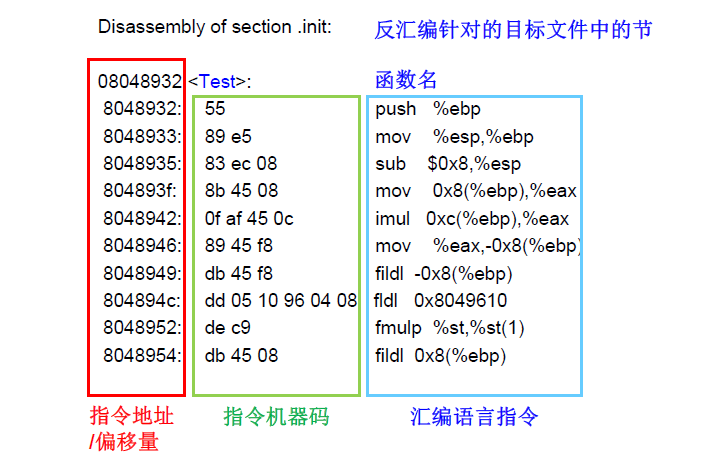 Disassembly of section .init: 反汇编针对的目标文件中的节
08048932 <Test>: 函数名
8048932: 55 push %ebp
8048933: 89 e5 mov %esp,%ebp
8048935: 83 ec 08 sub $0x8,%esp
804893f: 8b 45 08 mov 0x8(%ebp),%eax
8048942: 0f af 45 0c imul 0xc(%ebp),%eax
8048946: 89 45 f8 mov %eax,-0x8(%ebp)
8048949: db 45 f8 fildl -0x8(%ebp)
804894c: dd 05 10 96 04 08 fldl 0x8049610
8048952: de c9 fmulp %st,%st(1)
8048954: db 45 08 fildl 0x8(%ebp)
指令地址 指令机器码 汇编语言指令
/偏移量